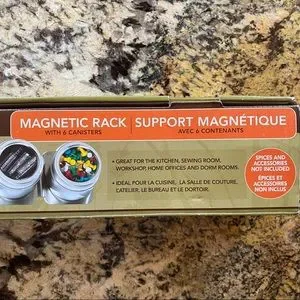 MAGNETIC RACK
WITH 6 CANISTERS
SUPPORT MAGNÉTIQUE
AVEC 6 CONTENANTS
• GREAT FOR THE KITCHEN, SEWING ROOM,
WORKSHOP, HOME OFFICES AND DORM ROOMS.
• IDÉAL POUR LA CUISINE, LA SALLE DE COUTURE,
L'ATELIER, LE BUREAU ET LE DORTOIR.
SPICES AND
ACCESSORIES
NOT INCLUDED
ÉPICES ET
ACCESSOIRES
NON INCLUS